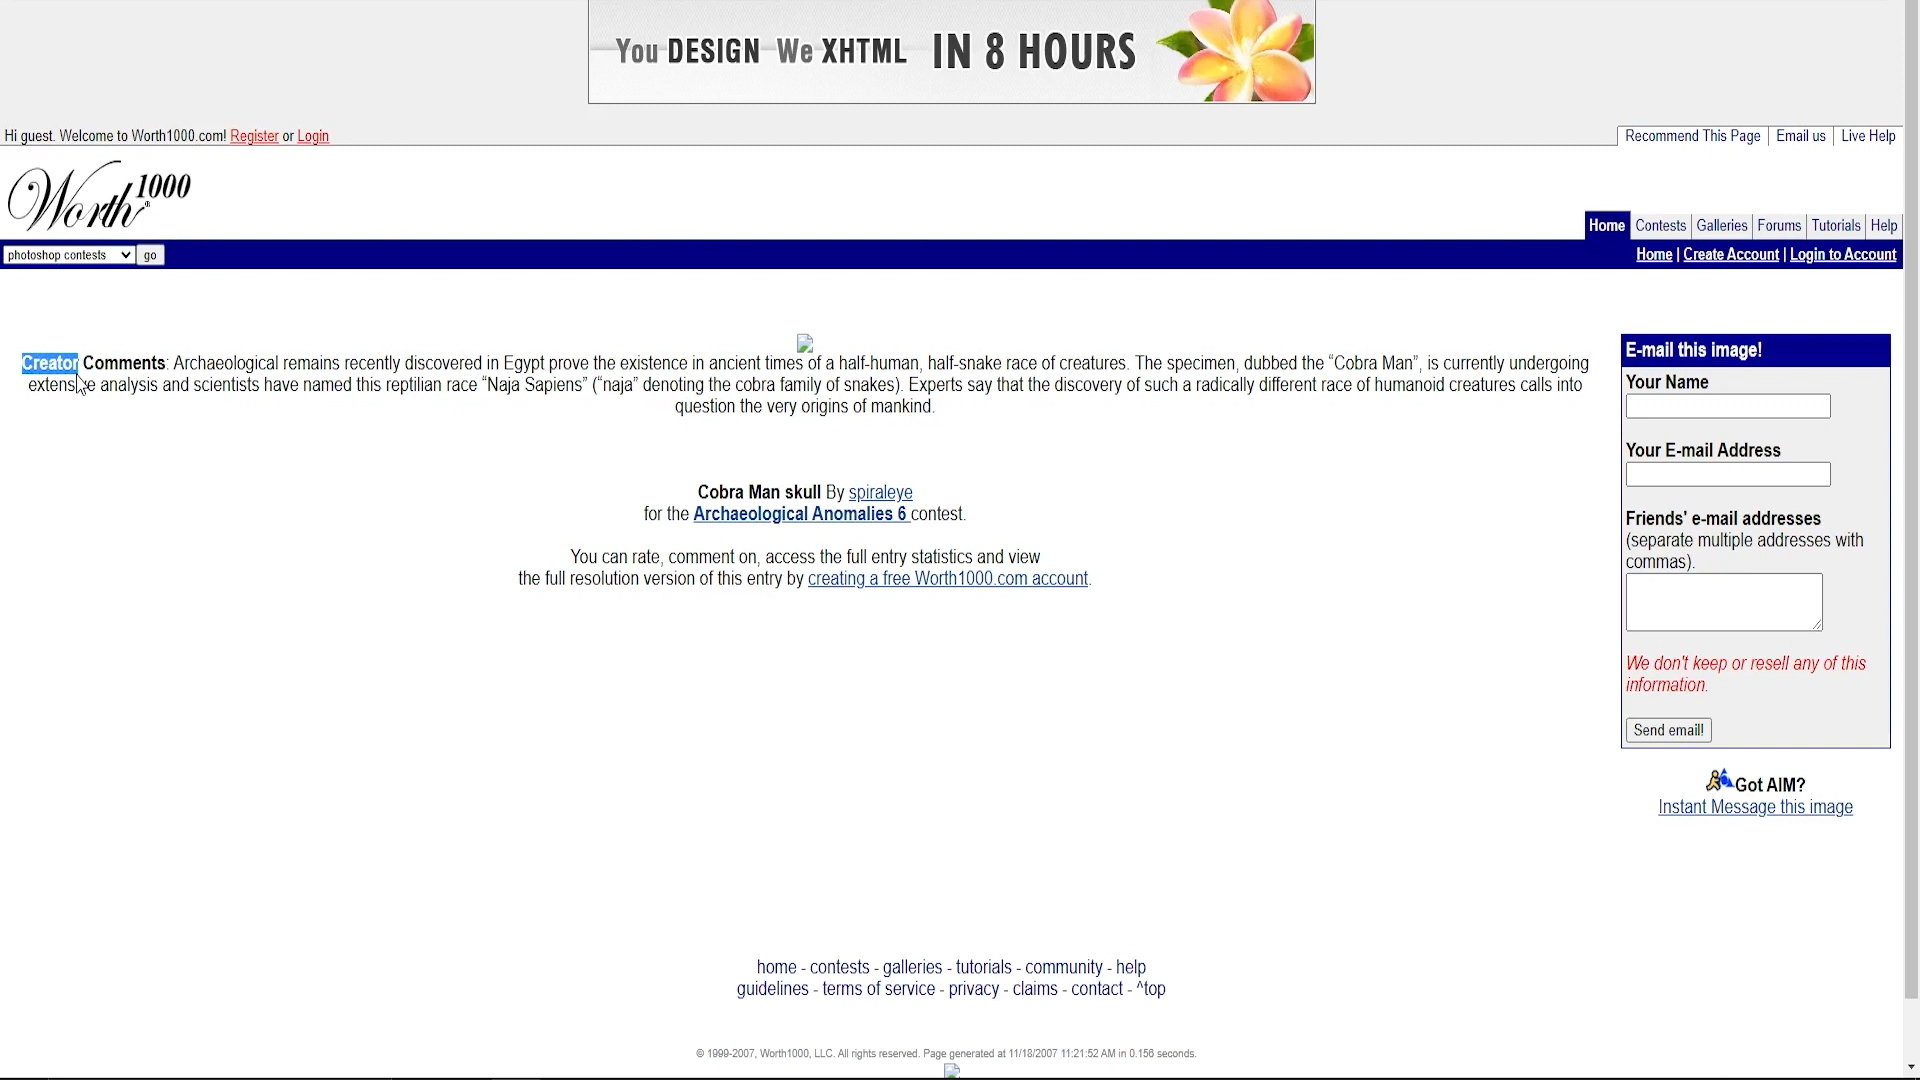 You DESIGN We XHTML IN 8 HOURS
Hi guest. Welcome to Worth1000.com! Register or Login
Recommend This Page Email us Live Help
Worth1000®
Home Contests Galleries Forums Tutorials Help
photoshop contests go
Home | Create Account | Login to Account
Creator Comments: Archaeological remains recently discovered in Egypt prove the existence in ancient times of a half-human, half-snake race of creatures. The specimen, dubbed the “Cobra Man”, is currently undergoing
extensive analysis and scientists have named this reptilian race “Naja Sapiens” (“naja” denoting the cobra family of snakes). Experts say that the discovery of such a radically different race of humanoid creatures calls into
question the very origins of mankind.
Cobra Man skull By spiraleye
for the Archaeological Anomalies 6 contest.
You can rate, comment on, access the full entry statistics and view
the full resolution version of this entry by creating a free Worth1000.com account.
E-mail this image!
Your Name
Your E-mail Address
Friends' e-mail addresses
(separate multiple addresses with
commas).
We don't keep or resell any of this
information.
Send email!
Got AIM?
Instant Message this image
home - contests - galleries - tutorials - community - help
guidelines - terms of service - privacy - claims - contact - ^top
© 1999-2007, Worth1000, LLC. All rights reserved. Page generated at 11/18/2007 11:21:52 AM in 0.156 seconds.